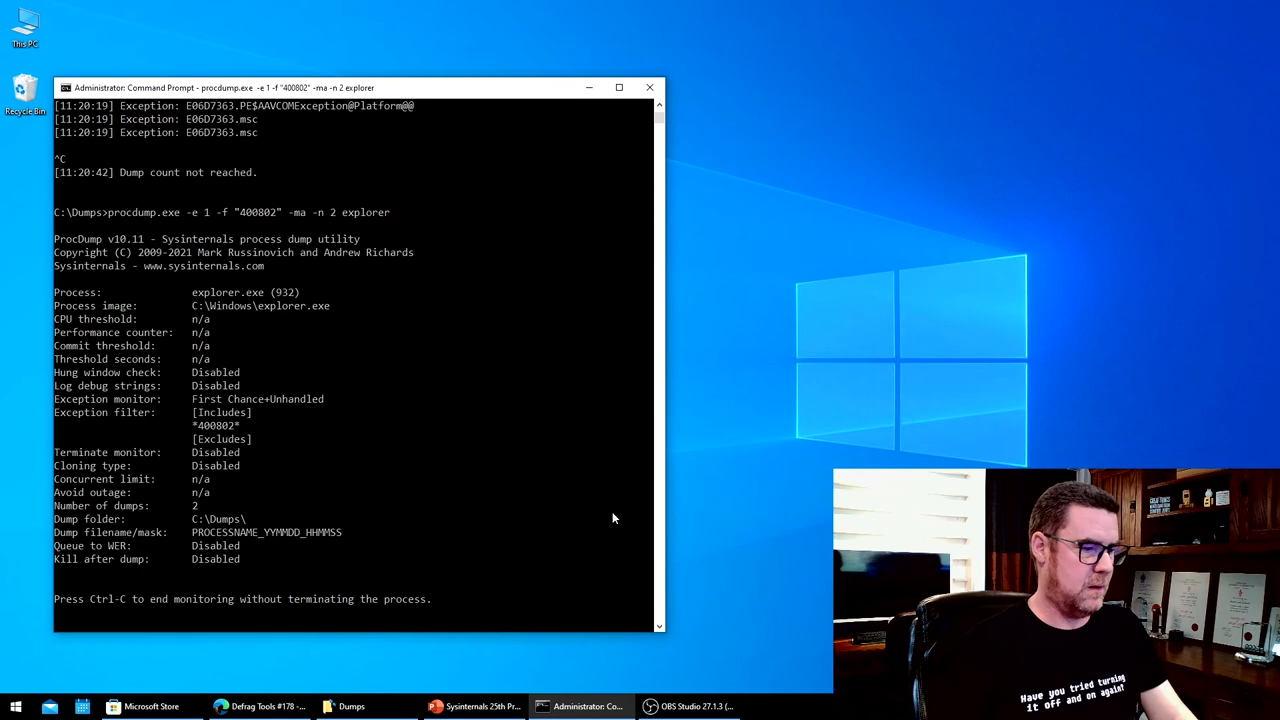 This PC
Recycle Bin
Administrator: Command Prompt - procdump.exe -e 1 -f "400802" -ma -n 2 explorer
[11:20:19] Exception: E06D7363.PE$AAVCOMException@Platform@@
[11:20:19] Exception: E06D7363.msc
[11:20:19] Exception: E06D7363.msc
^C
[11:20:42] Dump count not reached.
C:\Dumps>procdump.exe -e 1 -f "400802" -ma -n 2 explorer
ProcDump v10.11 - Sysinternals process dump utility
Copyright (C) 2009-2021 Mark Russinovich and Andrew Richards
Sysinternals - www.sysinternals.com
Process: explorer.exe (932)
Process image: C:\Windows\explorer.exe
CPU threshold: n/a
Performance counter: n/a
Commit threshold: n/a
Threshold seconds: n/a
Hung window check: Disabled
Log debug strings: Disabled
Exception monitor: First Chance+Unhandled
Exception filter: [Includes]
*400802*
[Excludes]
Terminate monitor: Disabled
Cloning type: Disabled
Concurrent limit: n/a
Avoid outage: n/a
Number of dumps: 2
Dump folder: C:\Dumps\
Dump filename/mask: PROCESSNAME_YYMMDD_HHMMSS
Queue to WER: Disabled
Kill after dump: Disabled
Press Ctrl-C to end monitoring without terminating the process.
Have you tried turning
it off and on again?
Microsoft Store
Defrag Tools #178 -...
Dumps
Sysinternals 25th Pr...
Administrator: Co...
OBS Studio 27.1.3 (...